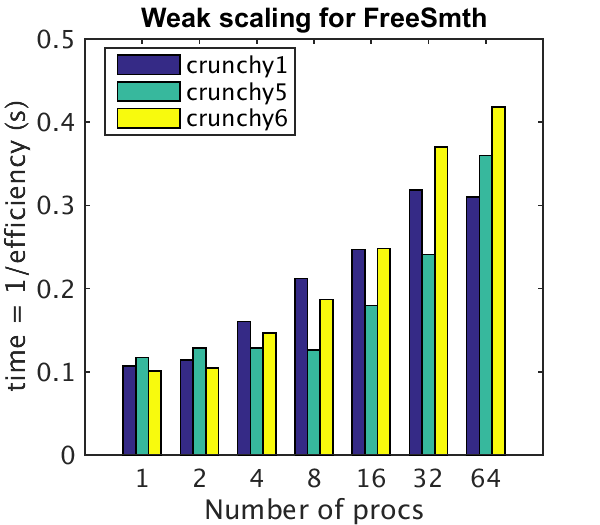 Weak scaling for FreeSmth
time = 1/efficiency (s)
0.5
0.4
0.3
0.2
0.1
0
crunchy1
crunchy5
crunchy6
1 2 4 8 16 32 64
Number of procs